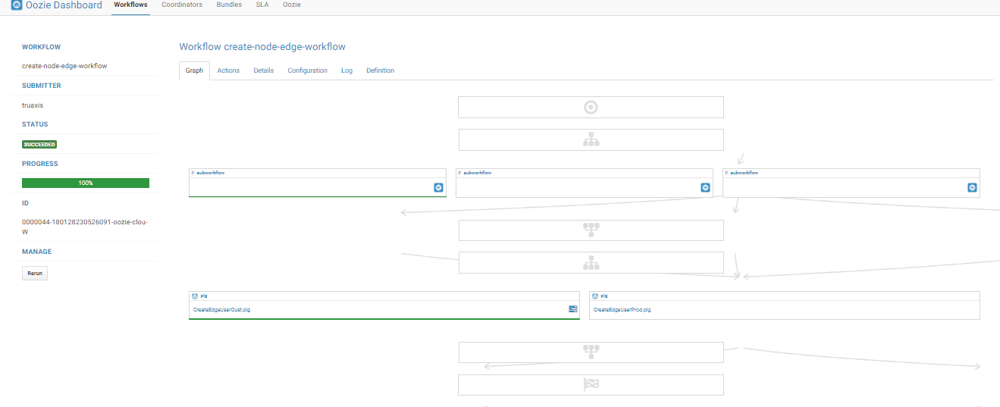 Oozie Dashboard Workflows Coordinators Bundles SLA Oozie
WORKFLOW
create-node-edge-workflow
SUBMITTER
truaxis
STATUS
SUCCEEDED
PROGRESS
100%
ID
0000044-180128230526091-oozie-clou-
W
MANAGE
Rerun
Workflow create-node-edge-workflow
Graph Actions Details Configuration Log Definition
subworkflow subworkflow subworkflow
pig pig
CreateEdgeUserCust.pig CreateEdgeUserProd.pig